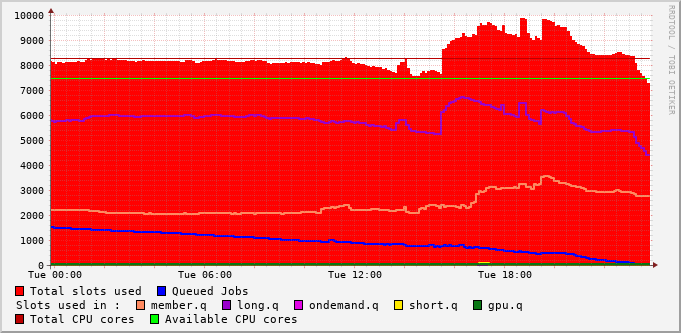 RRDTOOL / TOBI OETIKER
10000
9000
8000
7000
6000
5000
4000
3000
2000
1000
0
Tue 00:00 Tue 06:00 Tue 12:00 Tue 18:00
Total slots used Queued Jobs
Slots used in : member.q long.q ondemand.q short.q gpu.q
Total CPU cores Available CPU cores